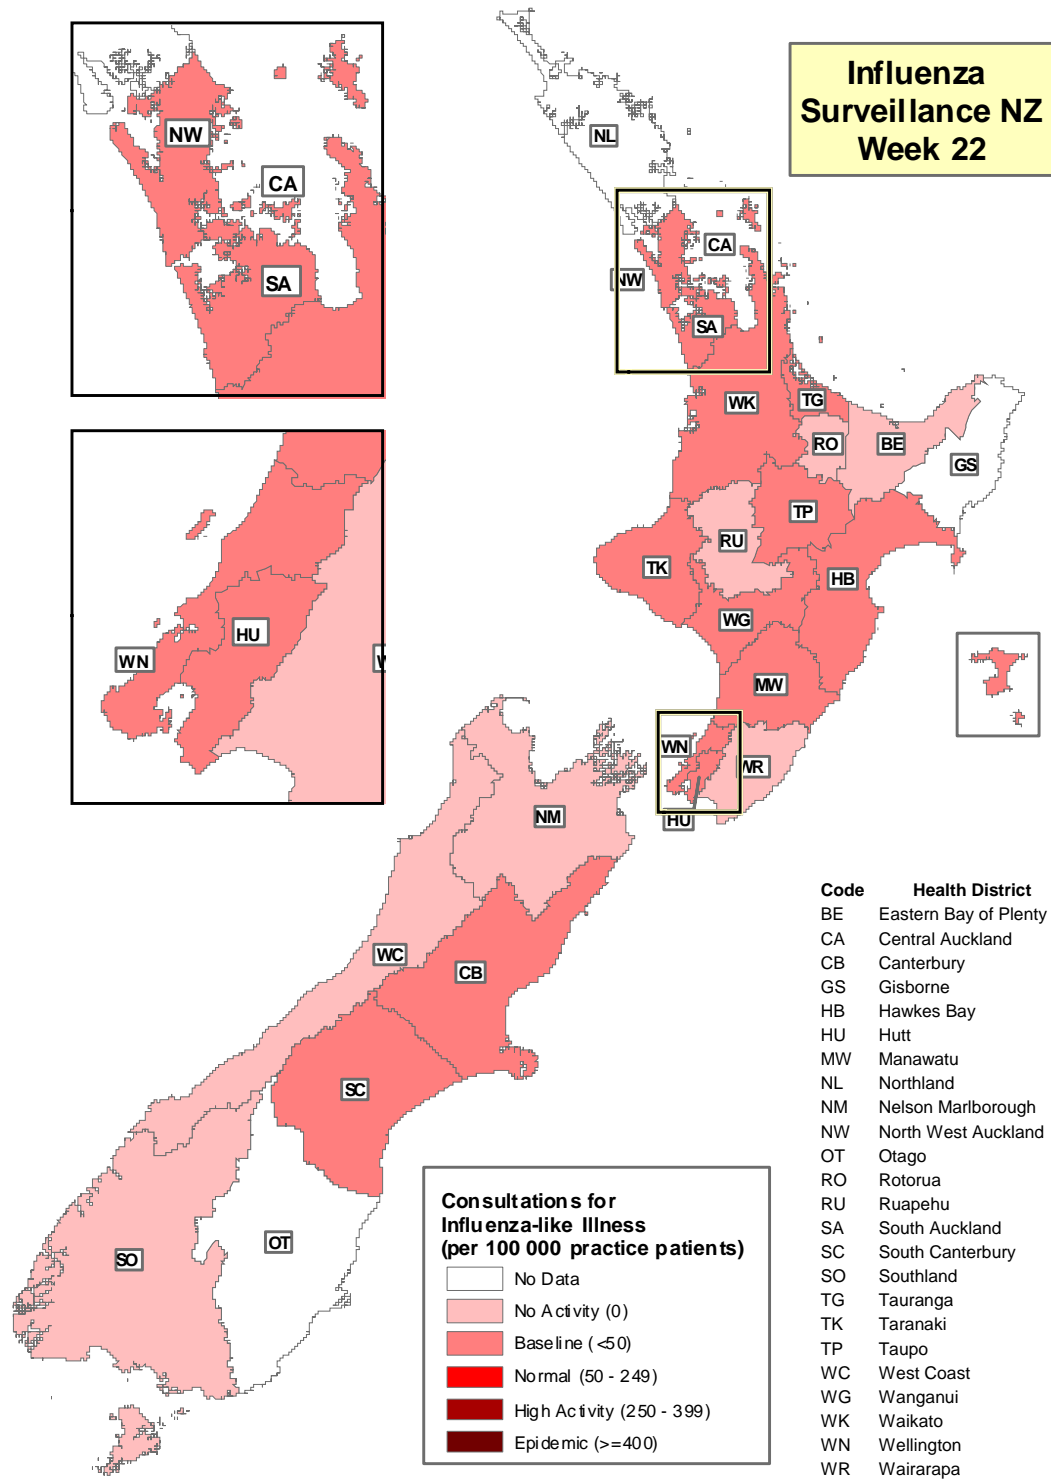 Influenza
Surveillance NZ
Week 22
NW
CA
SA
NL
CA
NW
SA
WK
TG
RO
BE
GS
TP
RU
TK
HB
WG
MW
WN
WR
HU
HU
WN
NM
WC
CB
SC
OT
SO
Consultations for
Influenza-like Illness
(per 100 000 practice patients)
No Data
No Activity (0)
Baseline (<50)
Normal (50 - 249)
High Activity (250 - 399)
Epidemic (>=400)
Code Health District
BE Eastern Bay of Plenty
CA Central Auckland
CB Canterbury
GS Gisborne
HB Hawkes Bay
HU Hutt
MW Manawatu
NL Northland
NM Nelson Marlborough
NW North West Auckland
OT Otago
RO Rotorua
RU Ruapehu
SA South Auckland
SC South Canterbury
SO Southland
TG Tauranga
TK Taranaki
TP Taupo
WC West Coast
WG Wanganui
WK Waikato
WN Wellington
WR Wairarapa